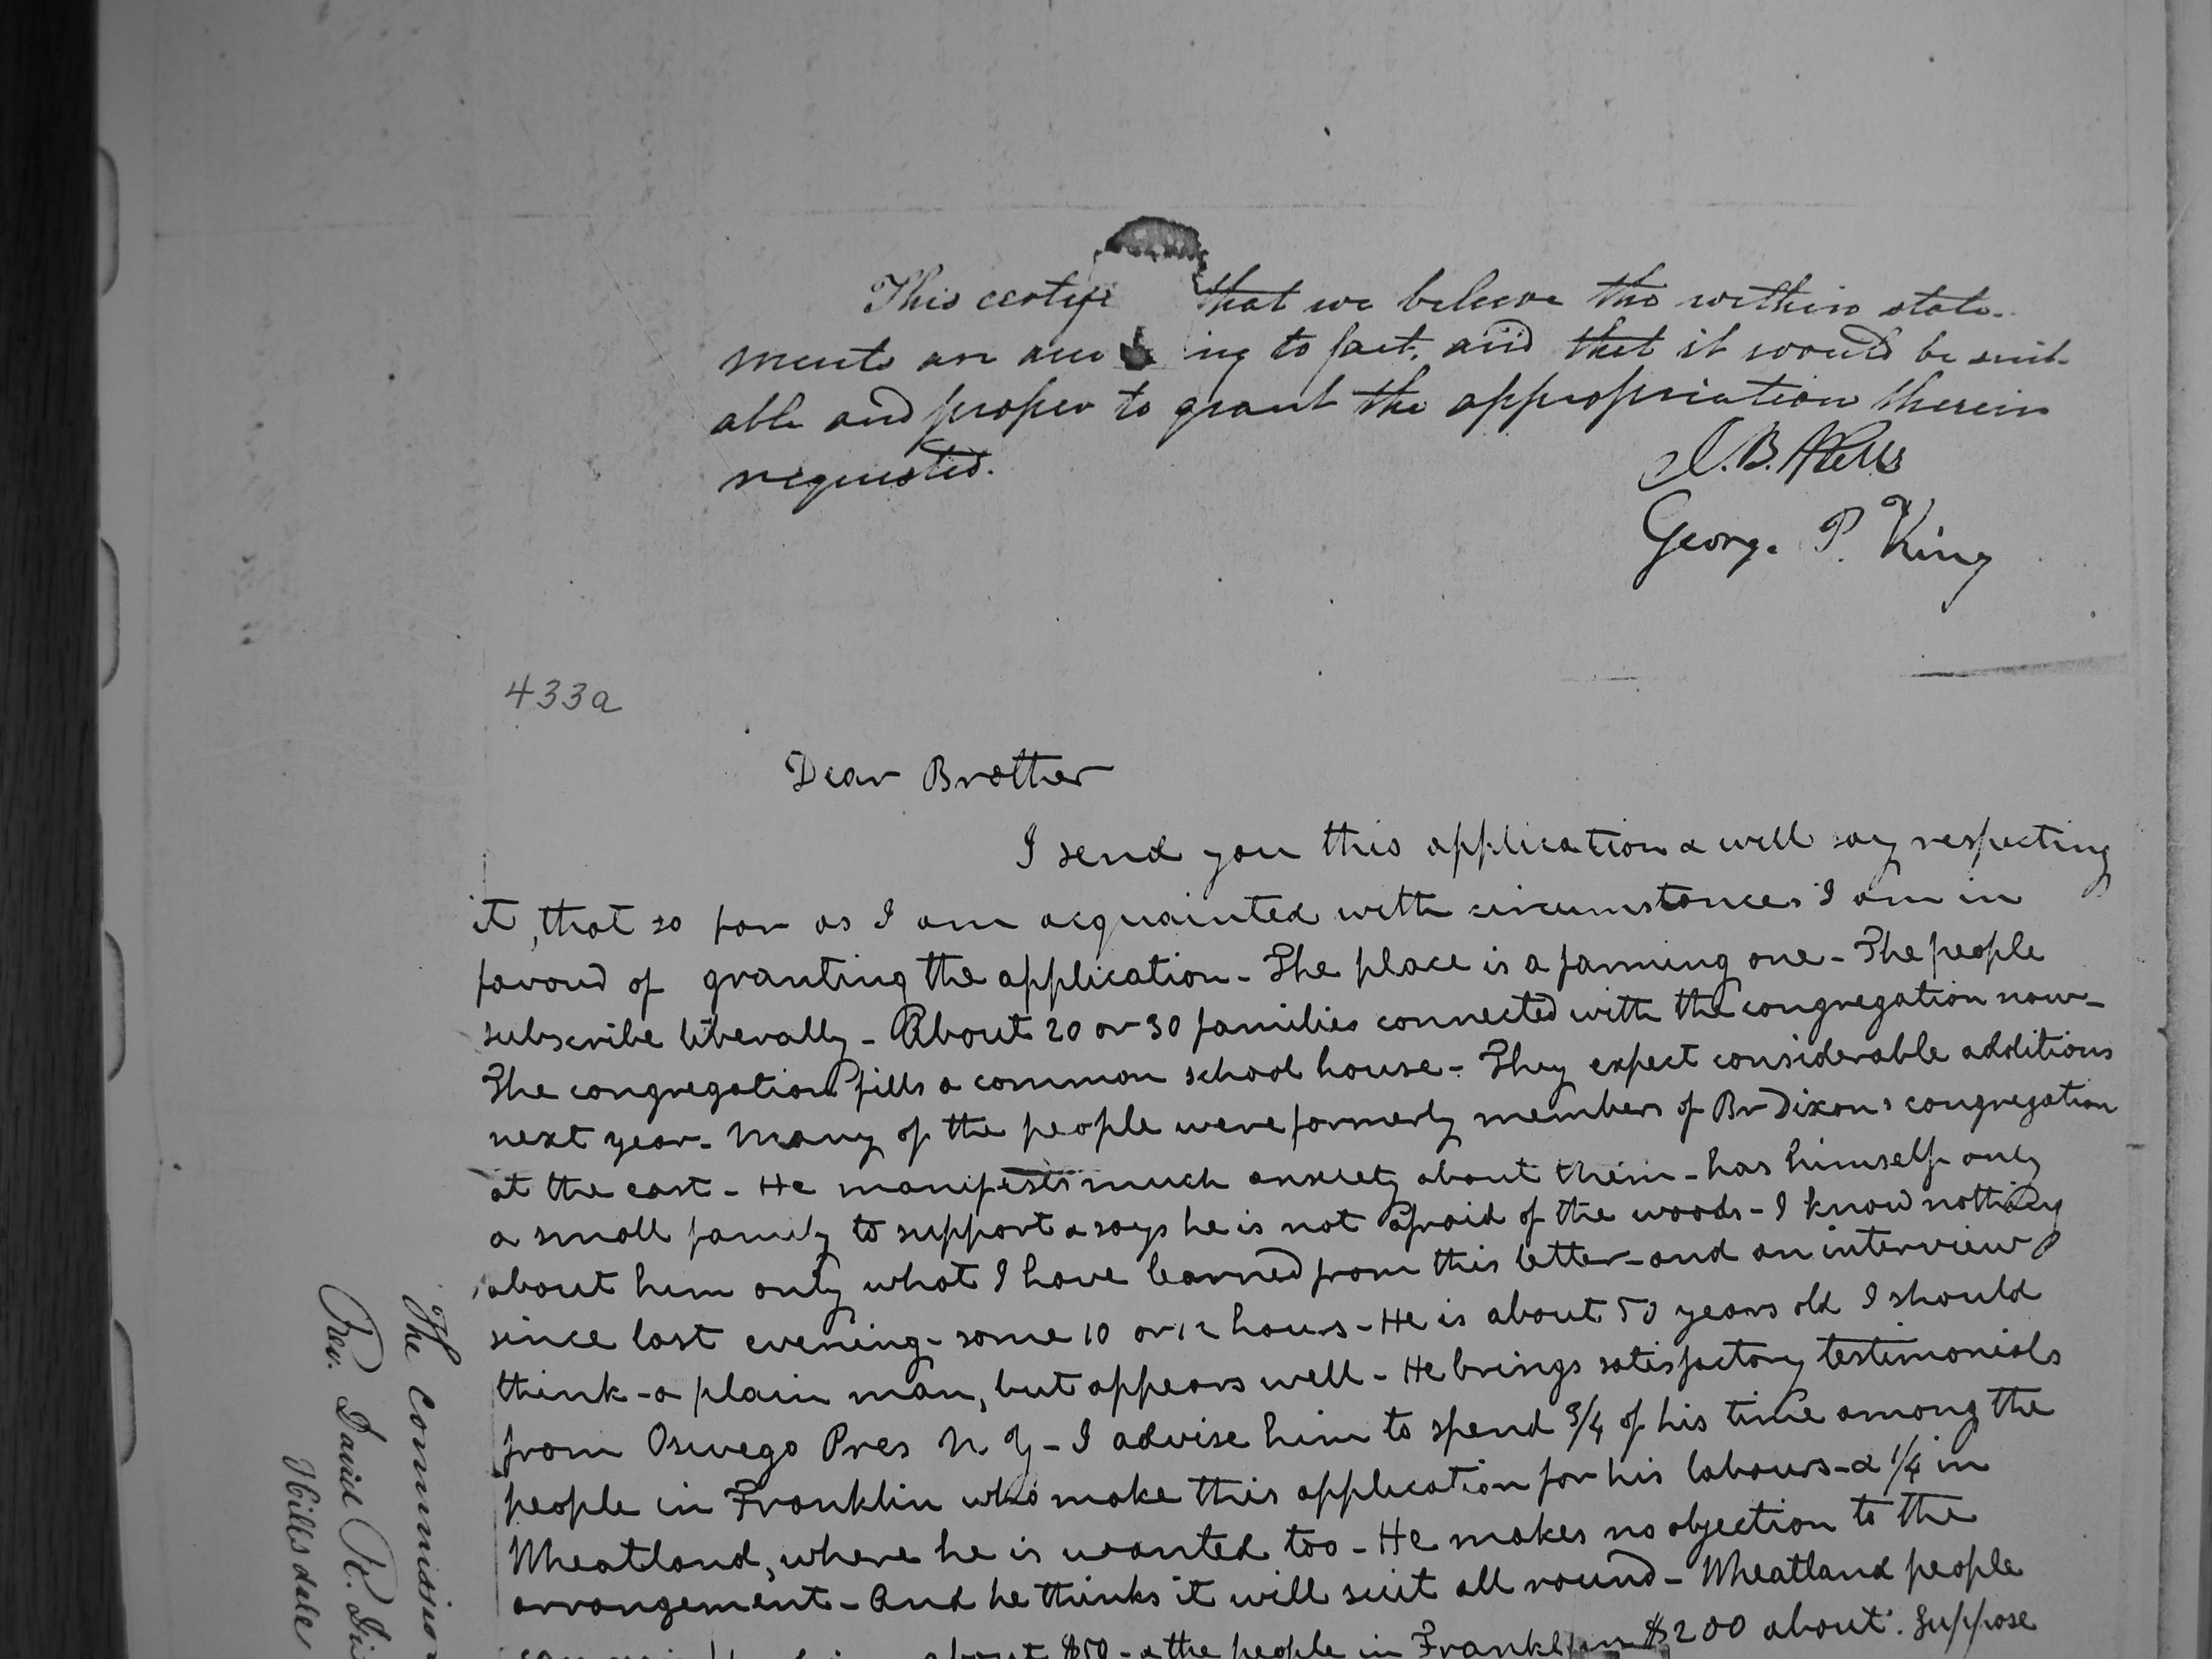 This certifi that we believe the within state-
ments are acco ing to fact, and that it would be suit-
able and proper to grant the appropriation therein
requested.
George P. King
433a
Dear Brother
I send you this application & will say respecting
it, that so far as I am acquainted with circumstances I am in
favour of granting the application - The place is a farming one - The people
subscribe liberally - About 20 or 30 families connected with the congregation now -
The congregation fills a common school house - They expect considerable additions
next year - Many of the people were formerly members of Br Dixons congregation
at the east - He manifests much anxiety about them - has himself only
a small family to support & says he is not afraid of the woods - I know nothing
about him only what I have learned from this letter - and an interview
since last evening - some 10 or 12 hours - He is about 50 years old I should
think - a plain man, but appears well - He brings satisfactory testimonials
from Oswego Pres N Y - I advise him to spend 3/4 of his time among the
people in Franklin who make this application for his labours - & 1/4 in
Wheatland, where he is wanted too - He makes no objection to the
arrangement - And he thinks it will suit all round - Wheatland people
about $50 - & the people in Franklin $200 about. Suppose
The commission
Rev. David R. Di
Hillsdale